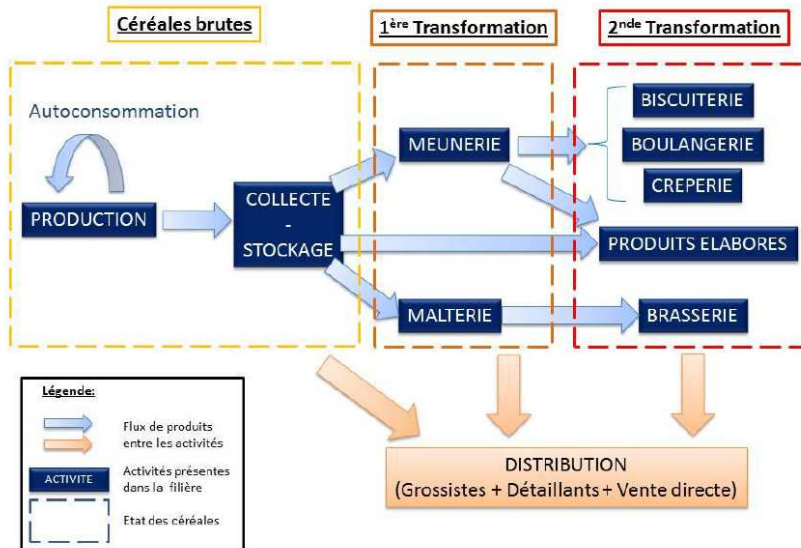 Céréales brutes
1ère Transformation
2nde Transformation
Autoconsommation
PRODUCTION
COLLECTE
-
STOCKAGE
MEUNERIE
MALTERIE
BISCUITERIE
BOULANGERIE
CREPERIE
PRODUITS ELABORES
BRASSERIE
Légende:
Flux de produits
entre les activités
ACTIVITE
Activités présentes
dans la filière
Etat des céréales
DISTRIBUTION
(Grossistes + Détaillants + Vente directe)